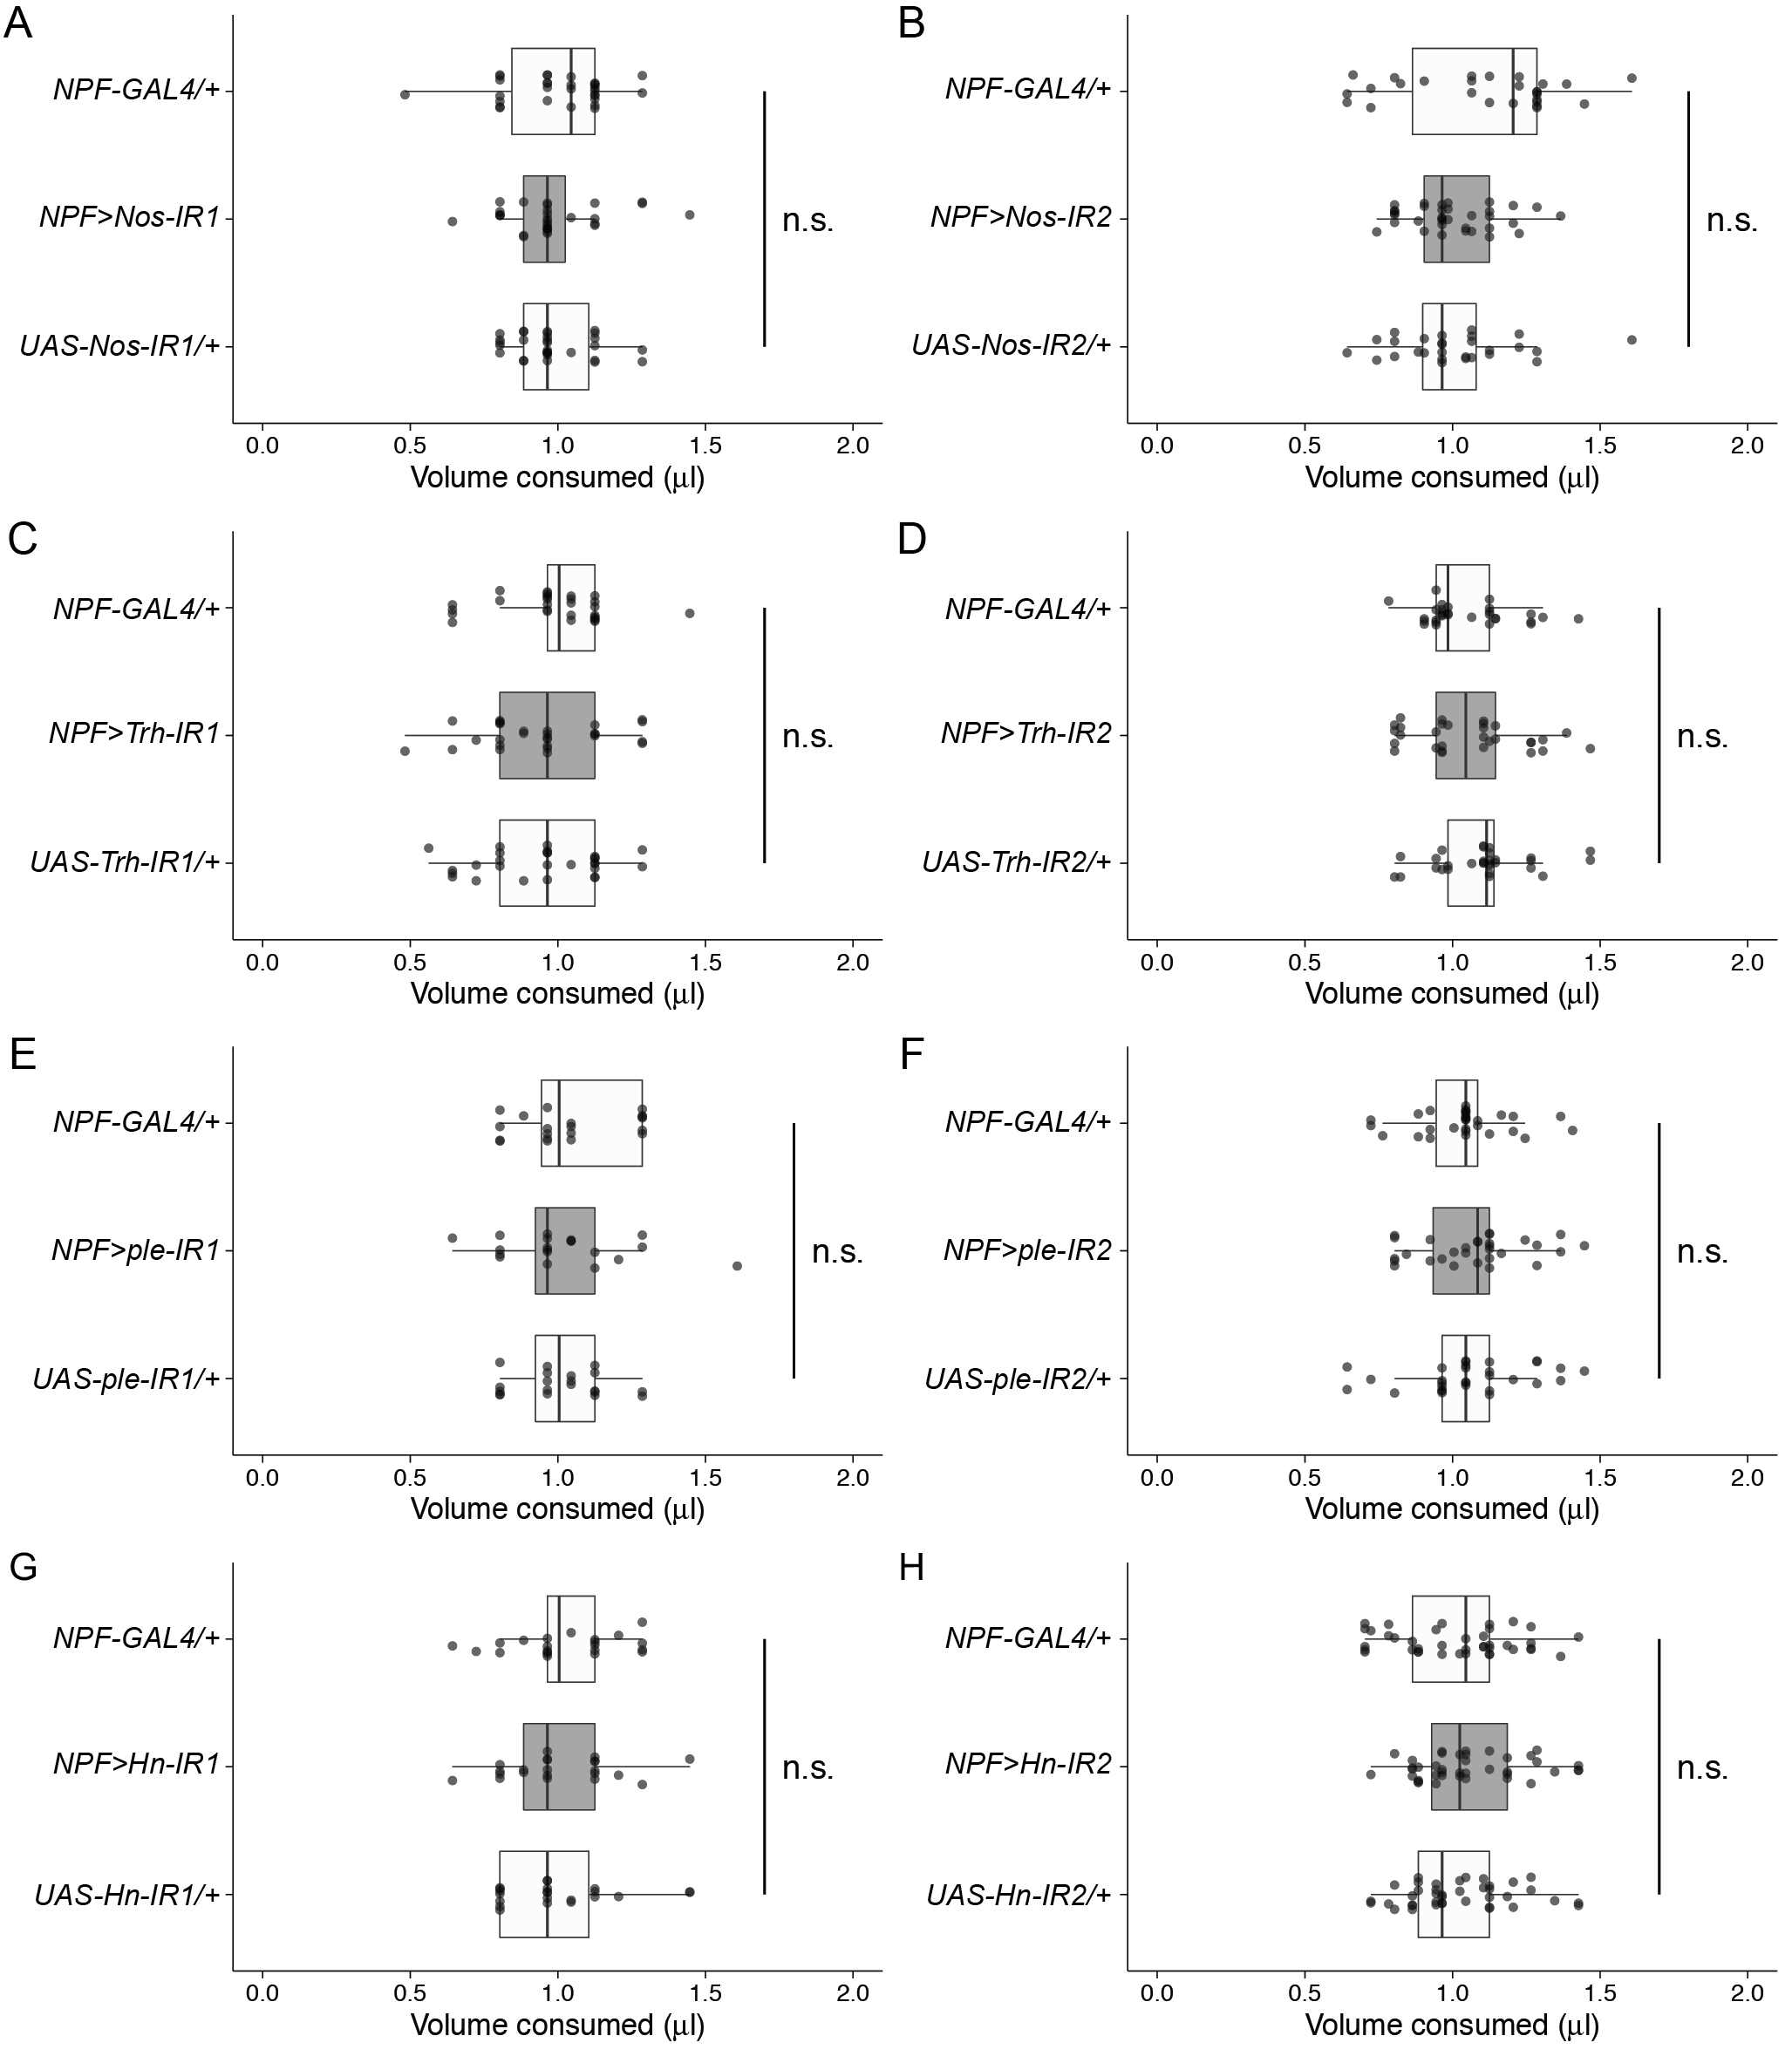 A
NPF-GAL4/+
NPF>Nos-IR1
n.s.
UAS-Nos-IR1/+
0.0 0.5 1.0 1.5 2.0
Volume consumed (μl)
B
NPF-GAL4/+
NPF>Nos-IR2
n.s.
UAS-Nos-IR2/+
0.0 0.5 1.0 1.5 2.0
Volume consumed (μl)
C
NPF-GAL4/+
NPF>Trh-IR1
n.s.
UAS-Trh-IR1/+
0.0 0.5 1.0 1.5 2.0
Volume consumed (μl)
D
NPF-GAL4/+
NPF>Trh-IR2
n.s.
UAS-Trh-IR2/+
0.0 0.5 1.0 1.5 2.0
Volume consumed (μl)
E
NPF-GAL4/+
NPF>ple-IR1
n.s.
UAS-ple-IR1/+
0.0 0.5 1.0 1.5 2.0
Volume consumed (μl)
F
NPF-GAL4/+
NPF>ple-IR2
n.s.
UAS-ple-IR2/+
0.0 0.5 1.0 1.5 2.0
Volume consumed (μl)
G
NPF-GAL4/+
NPF>Hn-IR1
n.s.
UAS-Hn-IR1/+
0.0 0.5 1.0 1.5 2.0
Volume consumed (μl)
H
NPF-GAL4/+
NPF>Hn-IR2
n.s.
UAS-Hn-IR2/+
0.0 0.5 1.0 1.5 2.0
Volume consumed (μl)